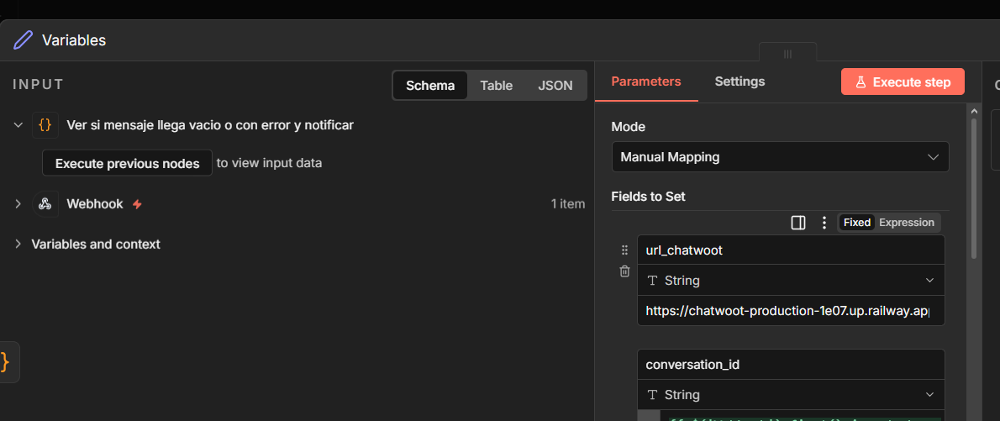 Variables
INPUT
Schema
Table
JSON
Ver si mensaje llega vacio o con error y notificar
Execute previous nodes to view input data
Webhook
1 item
Variables and context
Parameters
Settings
Execute step
Mode
Manual Mapping
Fields to Set
Fixed
Expression
url_chatwoot
String
https://chatwoot-production-1e07.up.railway.app
conversation_id
String